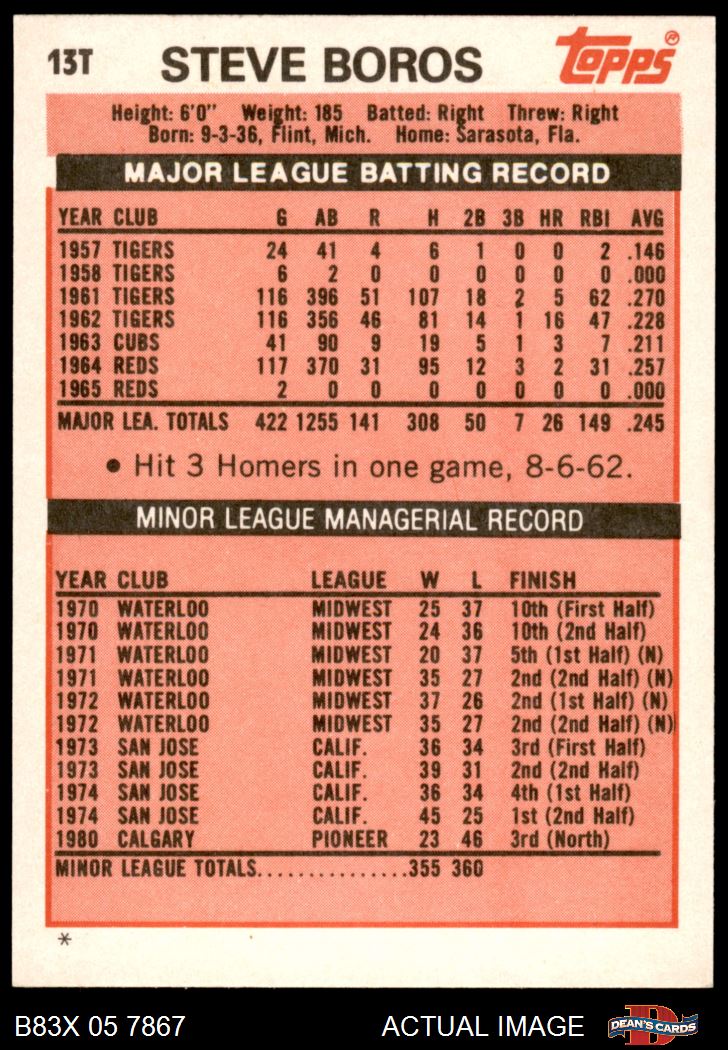 13T STEVE BOROS TOPPS ®
Height: 6'0" Weight: 185 Batted: Right Threw: Right
Born: 9-3-36, Flint, Mich. Home: Sarasota, Fla.
MAJOR LEAGUE BATTING RECORD
YEAR CLUB G AB R H 2B 3B HR RBI AVG
1957 TIGERS 24 41 4 6 1 0 0 2 .146
1958 TIGERS 6 2 0 0 0 0 0 0 .000
1961 TIGERS 116 396 51 107 18 2 5 62 .270
1962 TIGERS 116 356 46 81 14 1 16 47 .228
1963 CUBS 41 90 9 19 5 1 3 7 .211
1964 REDS 117 370 31 95 12 3 2 31 .257
1965 REDS 2 0 0 0 0 0 0 0 .000
MAJOR LEA. TOTALS 422 1255 141 308 50 7 26 149 .245
• Hit 3 Homers in one game, 8-6-62.
MINOR LEAGUE MANAGERIAL RECORD
YEAR CLUB LEAGUE W L FINISH
1970 WATERLOO MIDWEST 25 37 10th (First Half)
1970 WATERLOO MIDWEST 24 36 10th (2nd Half)
1971 WATERLOO MIDWEST 20 37 5th (1st Half) (N)
1971 WATERLOO MIDWEST 35 27 2nd (2nd Half) (N)
1972 WATERLOO MIDWEST 37 26 2nd (1st Half) (N)
1972 WATERLOO MIDWEST 35 27 2nd (2nd Half) (N)
1973 SAN JOSE CALIF. 36 34 3rd (First Half)
1973 SAN JOSE CALIF. 39 31 2nd (2nd Half)
1974 SAN JOSE CALIF. 36 34 4th (1st Half)
1974 SAN JOSE CALIF. 45 25 1st (2nd Half)
1980 CALGARY PIONEER 23 46 3rd (North)
MINOR LEAGUE TOTALS...............355 360
*
B83X 05 7867 ACTUAL IMAGE D DEAN'S CARDS